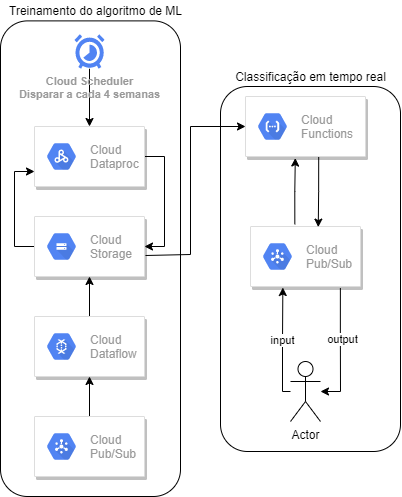 Treinamento do algoritmo de ML
Cloud Scheduler
Disparar a cada 4 semanas
Cloud
Dataproc
Cloud
Storage
Cloud
Dataflow
Cloud
Pub/Sub
Classificação em tempo real
Cloud
Functions
Cloud
Pub/Sub
input
output
Actor